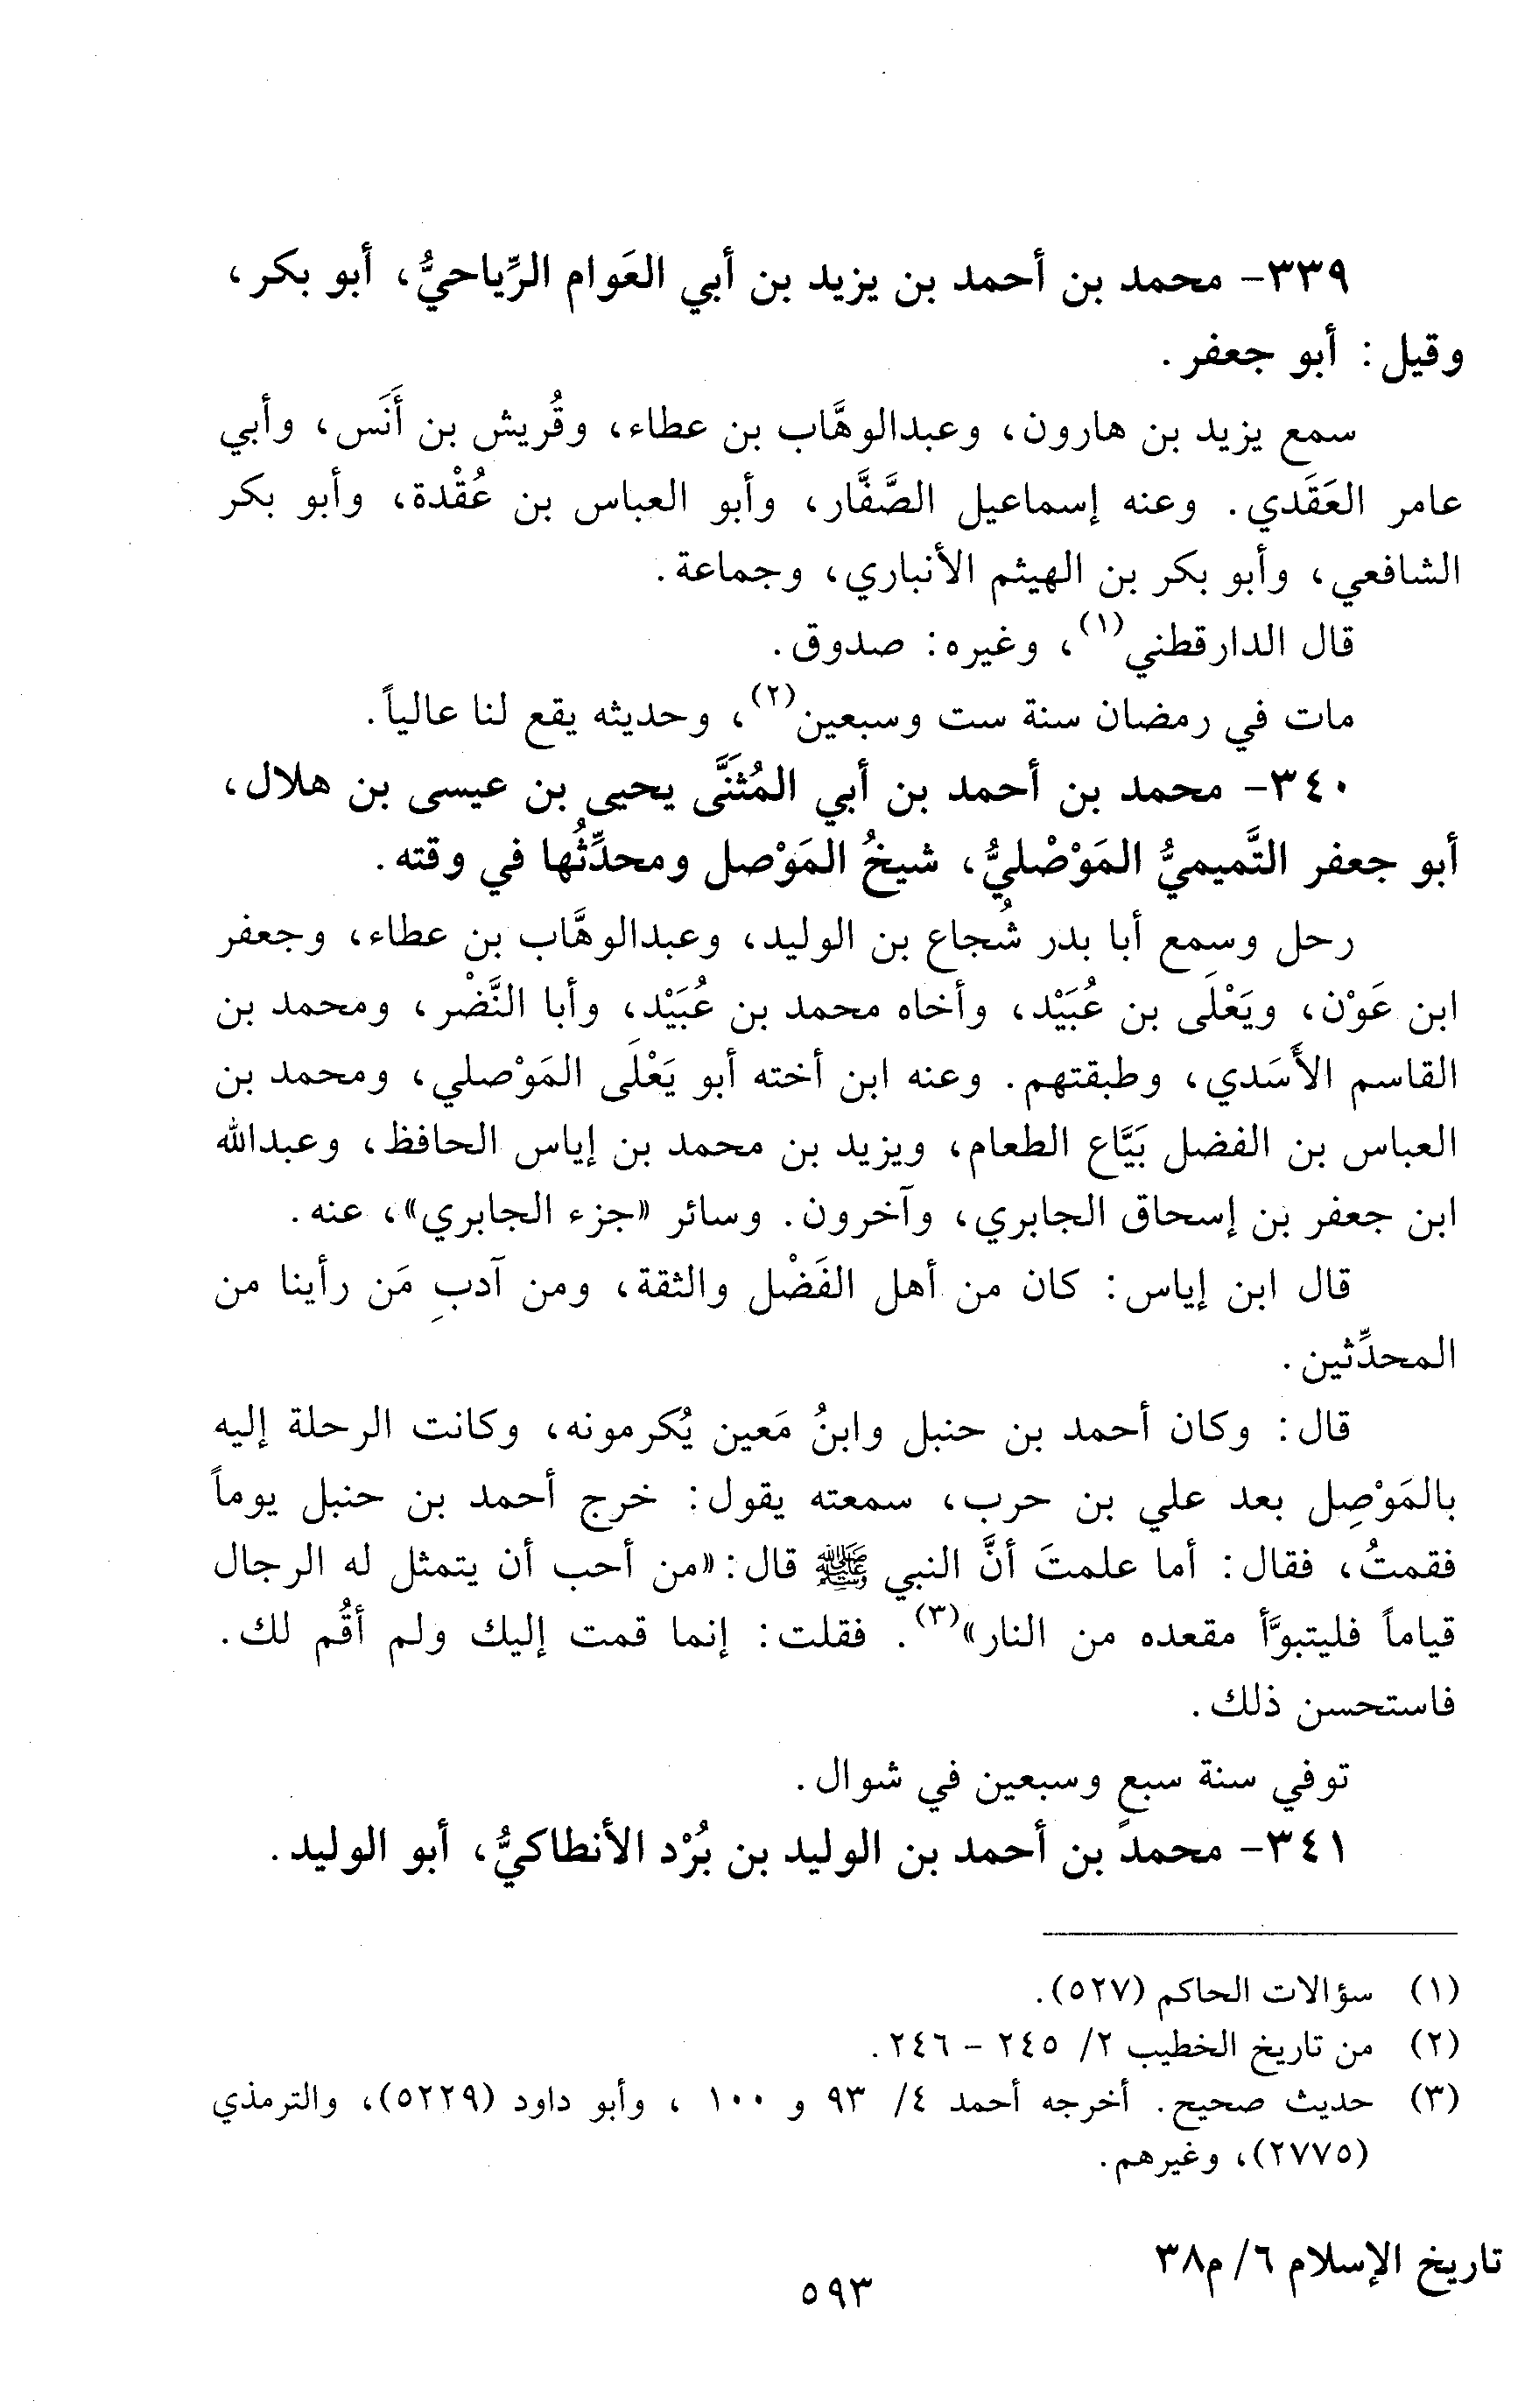 ٣٣٩- محمد بن أحمد بن يزيد بن أبي العَوام الرِّياحيُّ، أبو بكر،
وقيل: أبو جعفر.
سمع يزيد بن هارون، وعبدالوهَّاب بن عطاء، وقُريش بن أَنَس، وأبي
عامر العَقَدي. وعنه إسماعيل الصَّفَّار، وأبو العباس بن عُقْدة، وأبو بكر
الشافعي، وأبو بكر بن الهيثم الأنباري، وجماعة.
قال الدارقطني(١)، وغيره: صدوق.
مات في رمضان سنة ست وسبعين(٢)، وحديثه يقع لنا عالياً.
٣٤٠- محمد بن أحمد بن أبي المُثَنَّى يحيى بن عيسى بن هلال،
أبو جعفر التَّميميُّ المَوْصْليُّ، شيخُ المَوْصل ومحدِّثُها في وقته.
رحل وسمع أبا بدر شُجاع بن الوليد، وعبدالوهَّاب بن عطاء، وجعفر
ابن عَوْن، ويَعْلَى بن عُبَيْد، وأخاه محمد بن عُبَيْد، وأبا النَّضْر، ومحمد بن
القاسم الأَسَدي، وطبقتهم. وعنه ابن أخته أبو يَعْلَى المَوْصلي، ومحمد بن
العباس بن الفضل بَيَّاع الطعام، ويزيد بن محمد بن إياس الحافظ، وعبدالله
ابن جعفر بن إسحاق الجابري، وآخرون. وسائر «جزء الجابري»، عنه.
قال ابن إياس: كان من أهل الفَضْل والثقة، ومن آدبِ مَن رأينا من
المحدِّثين.
قال: وكان أحمد بن حنبل وابنُ مَعين يُكرمونه، وكانت الرحلة إليه
بالمَوْصِل بعد علي بن حرب، سمعته يقول: خرج أحمد بن حنبل يوماً
فقمتُ، فقال: أما علمتَ أنَّ النبي ﷺ قال: «من أحب أن يتمثل له الرجال
قياماً فليتبوَّأ مقعده من النار»(٣). فقلت: إنما قمت إليك ولم أقُم لك.
فاستحسن ذلك.
توفي سنة سبعٍ وسبعين في شوال.
٣٤١- محمد بن أحمد بن الوليد بن بُرْد الأنطاكيُّ، أبو الوليد.
(١) سؤالات الحاكم (٥٢٧).
(٢) من تاريخ الخطيب ٢/ ٢٤٥ - ٢٤٦.
(٣) حديث صحيح. أخرجه أحمد ٤/ ٩٣ و ١٠٠ ، وأبو داود (٥٢٢٩)، والترمذي
(٢٧٧٥)، وغيرهم.
تاريخ الإسلام ٦/ م٣٨
٥٩٣